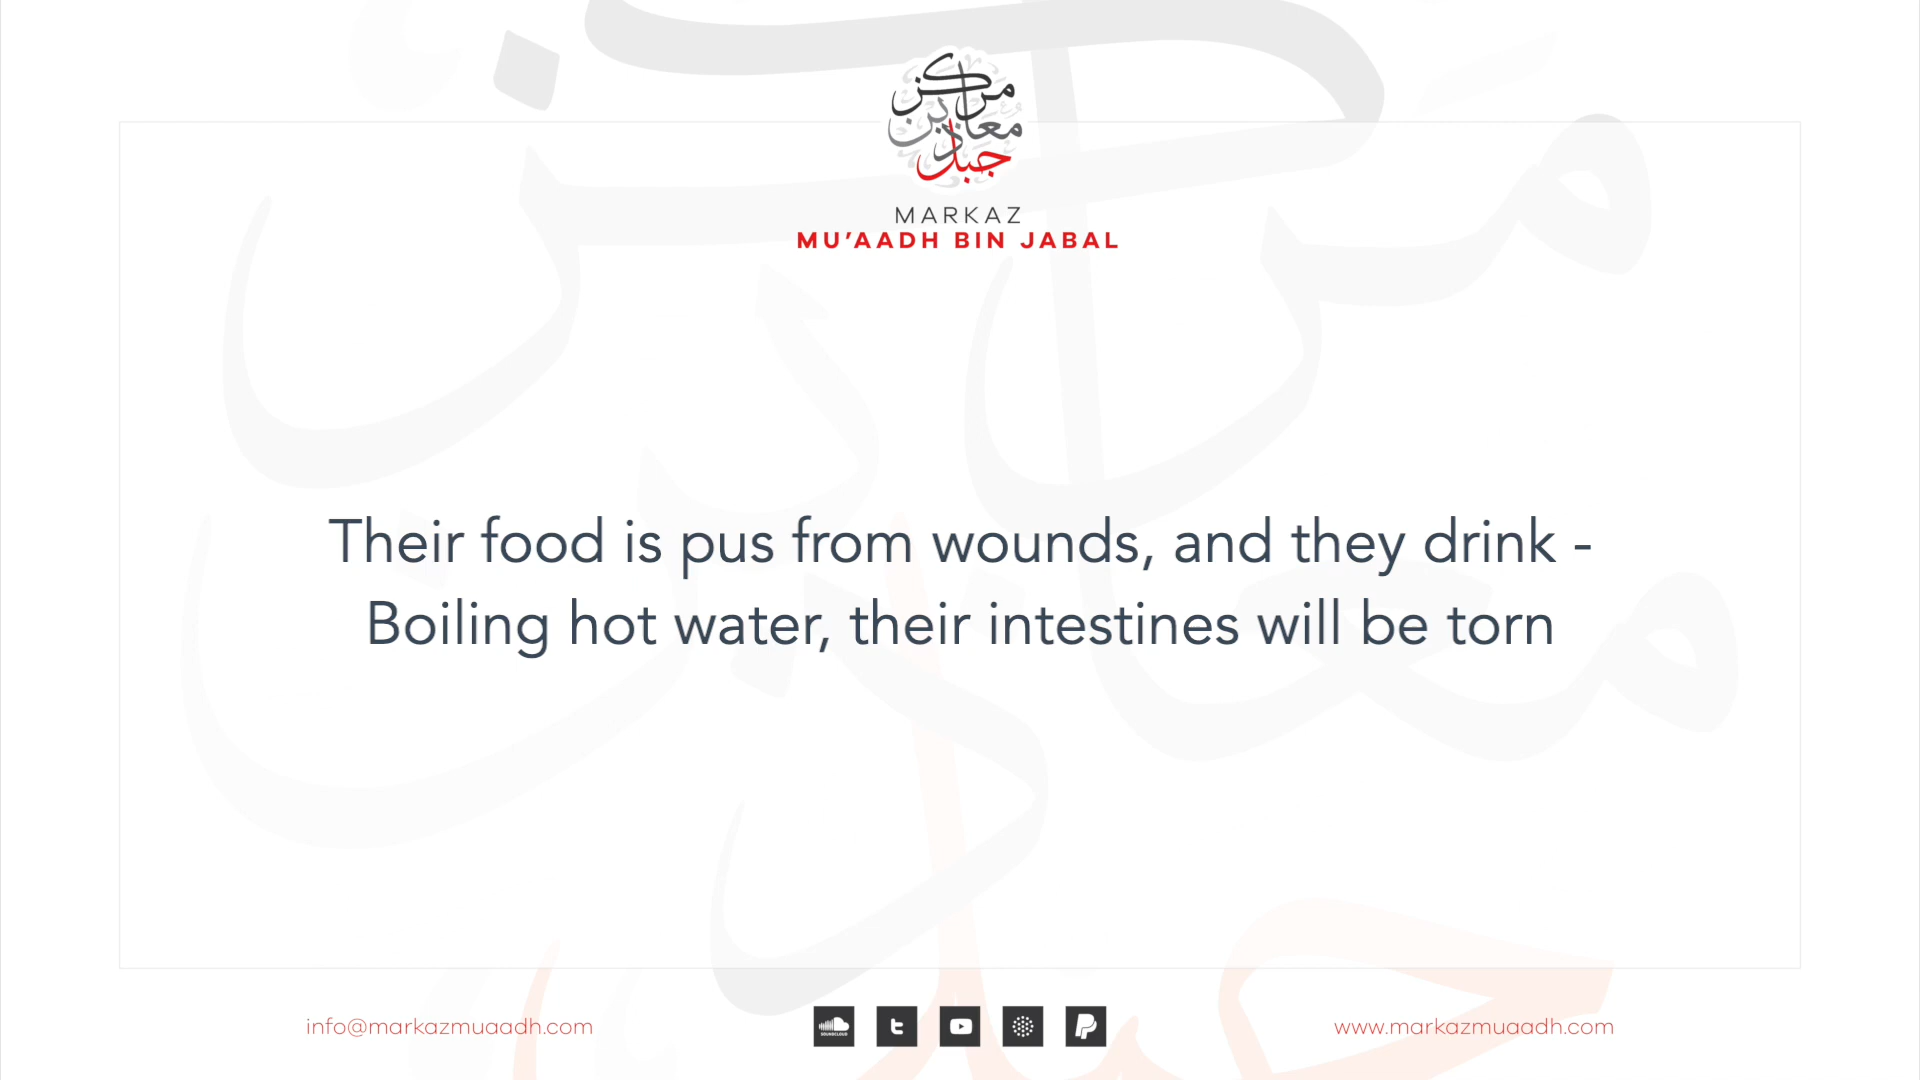 مركز
معاذ بن
جبل
MARKAZ
MU'AADH BIN JABAL
Their food is pus from wounds, and they drink -
Boiling hot water, their intestines will be torn
info@markazmuaadh.com
SOUNDCLOUD
www.markazmuaadh.com